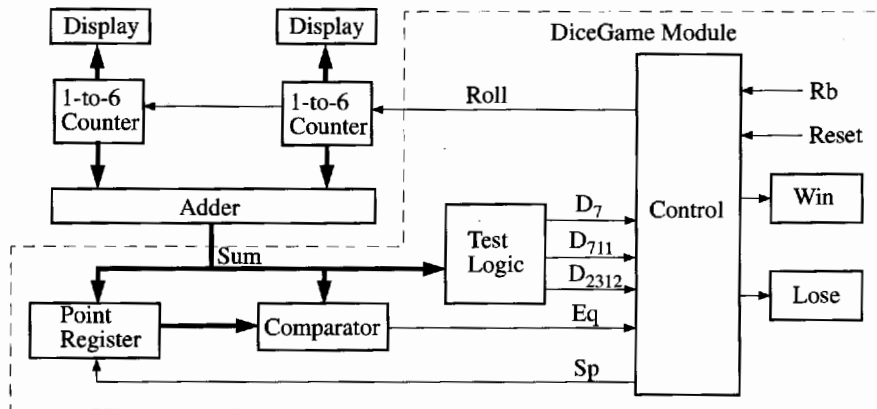 Display
Display
DiceGame Module
1-to-6
Counter
1-to-6
Counter
Roll
Rb
Reset
Adder
Control
Win
Sum
Test
Logic
D₇
D₇₁₁
D₂₃₁₂
Lose
Point
Register
Comparator
Eq
Sp